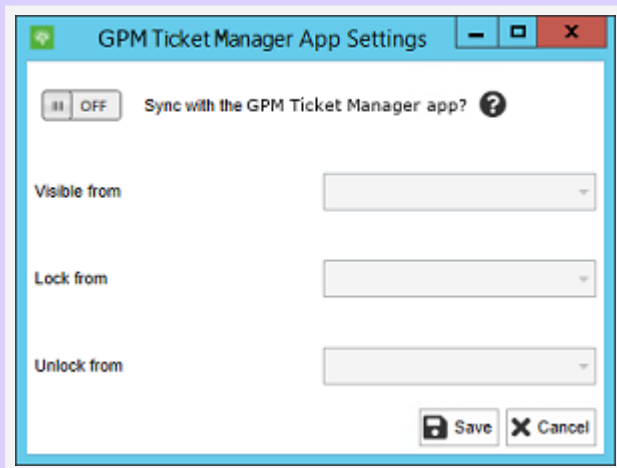 GPM Ticket Manager App Settings
OFF Sync with the GPM Ticket Manager app?
Visible from
Lock from
Unlock from
Save Cancel